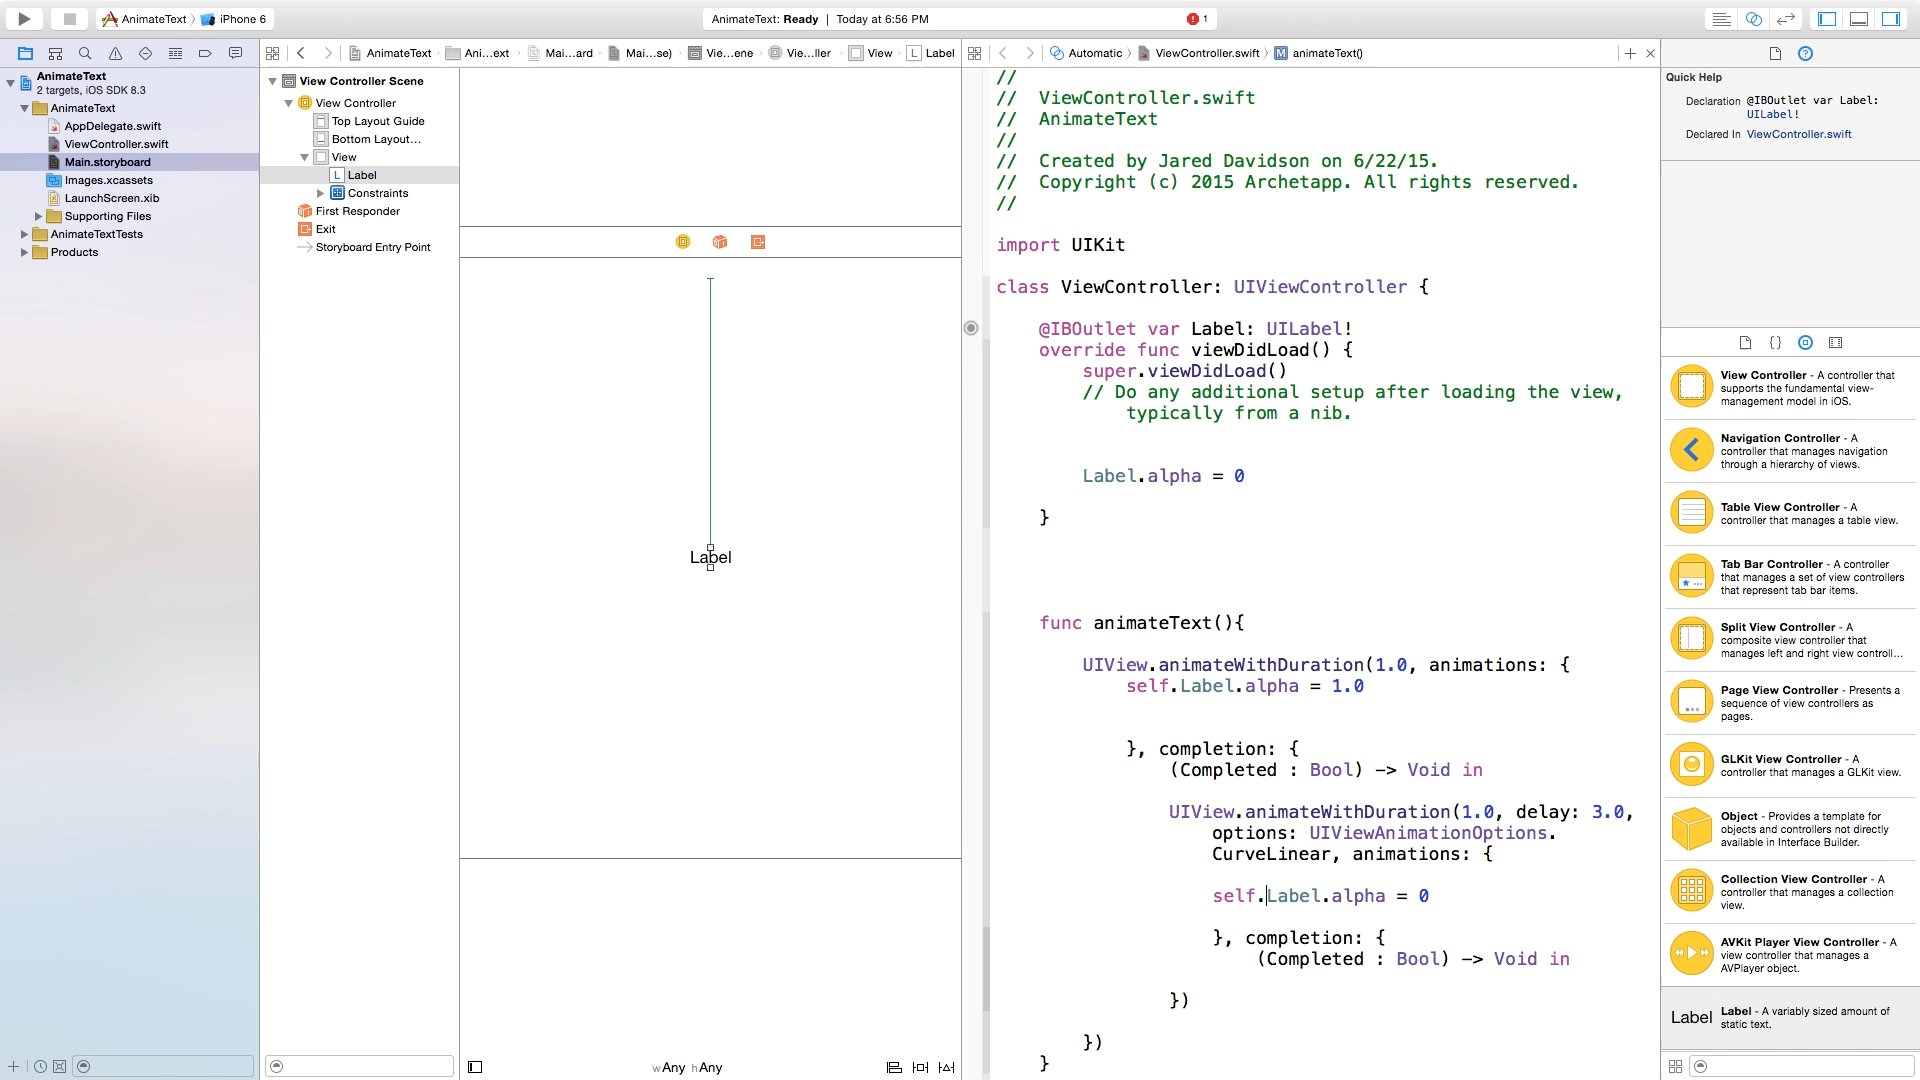 AnimateText
iPhone 6
AnimateText: Ready | Today at 6:56 PM
1
AnimateText
Ani...ext
Mai...ard
Mai...se)
Vie...ene
Vie...ller
View
L Label
Automatic
ViewController.swift
M animateText()
AnimateText
2 targets, iOS SDK 8.3
AnimateText
AppDelegate.swift
ViewController.swift
Main.storyboard
Images.xcassets
LaunchScreen.xib
Supporting Files
AnimateTextTests
Products
View Controller Scene
View Controller
Top Layout Guide
Bottom Layout...
View
L Label
Constraints
First Responder
Exit
Storyboard Entry Point
Label
wAny hAny
//
// ViewController.swift
// AnimateText
//
// Created by Jared Davidson on 6/22/15.
// Copyright (c) 2015 Archetapp. All rights reserved.
//
import UIKit
class ViewController: UIViewController {
@IBOutlet var Label: UILabel!
override func viewDidLoad() {
super.viewDidLoad()
// Do any additional setup after loading the view,
typically from a nib.
Label.alpha = 0
}
func animateText(){
UIView.animateWithDuration(1.0, animations: {
self.Label.alpha = 1.0
}, completion: {
(Completed : Bool) -> Void in
UIView.animateWithDuration(1.0, delay: 3.0,
options: UIViewAnimationOptions.
CurveLinear, animations: {
self.Label.alpha = 0
}, completion: {
(Completed : Bool) -> Void in
})
})
}
Quick Help
Declaration @IBOutlet var Label:
UILabel!
Declared In ViewController.swift
View Controller - A controller that
supports the fundamental view-
management model in iOS.
Navigation Controller - A
controller that manages navigation
through a hierarchy of views.
Table View Controller - A
controller that manages a table view.
Tab Bar Controller - A controller
that manages a set of view controllers
that represent tab bar items.
Split View Controller - A
composite view controller that
manages left and right view controll...
Page View Controller - Presents a
sequence of view controllers as
pages.
GLKit View Controller - A
controller that manages a GLKit view.
Object - Provides a template for
objects and controllers not directly
available in Interface Builder.
Collection View Controller - A
controller that manages a collection
view.
AVKit Player View Controller - A
view controller that manages a
AVPlayer object.
Label
Label - A variably sized amount of
static text.